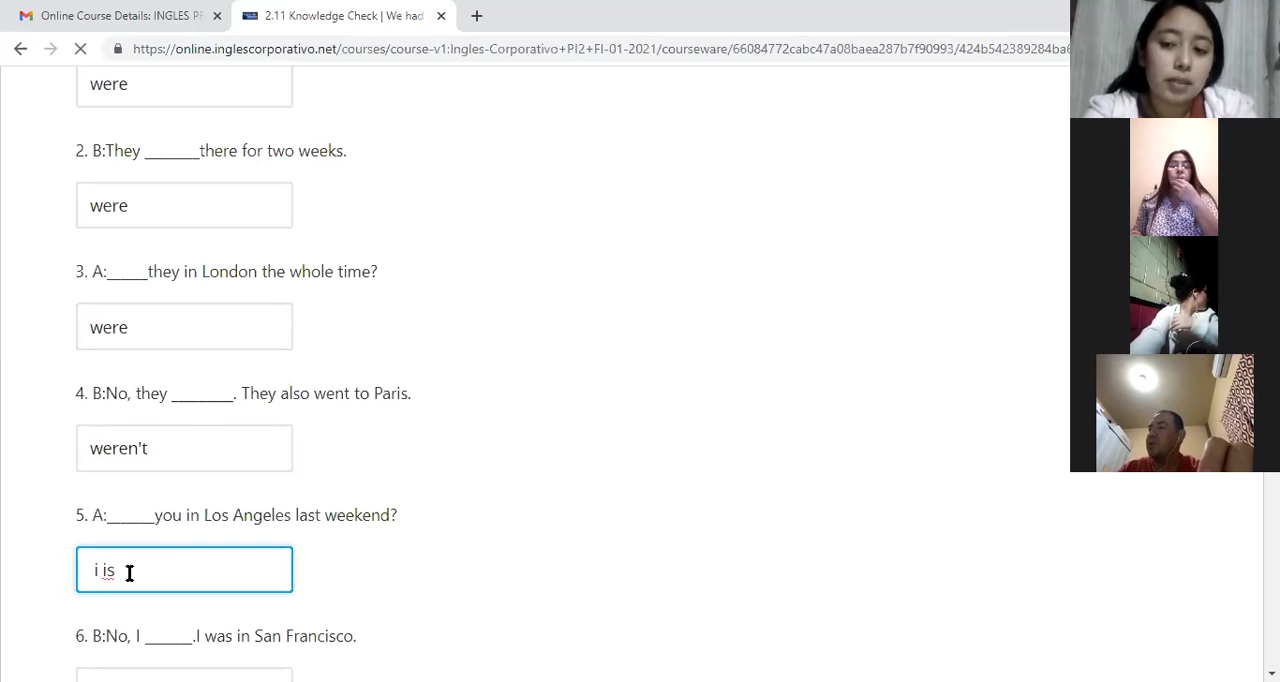 Online Course Details: INGLES PR
2.11 Knowledge Check | We had
https://online.inglescorporativo.net/courses/course-v1:Ingles-Corporativo+PI2+FI-01-2021/courseware/66084772cabc47a08baea287b7f90993/424b542389284ba6
were
2. B:They _______there for two weeks.
were
3. A:_____they in London the whole time?
were
4. B:No, they ________. They also went to Paris.
weren't
5. A:______you in Los Angeles last weekend?
i is
6. B:No, I ______.I was in San Francisco.